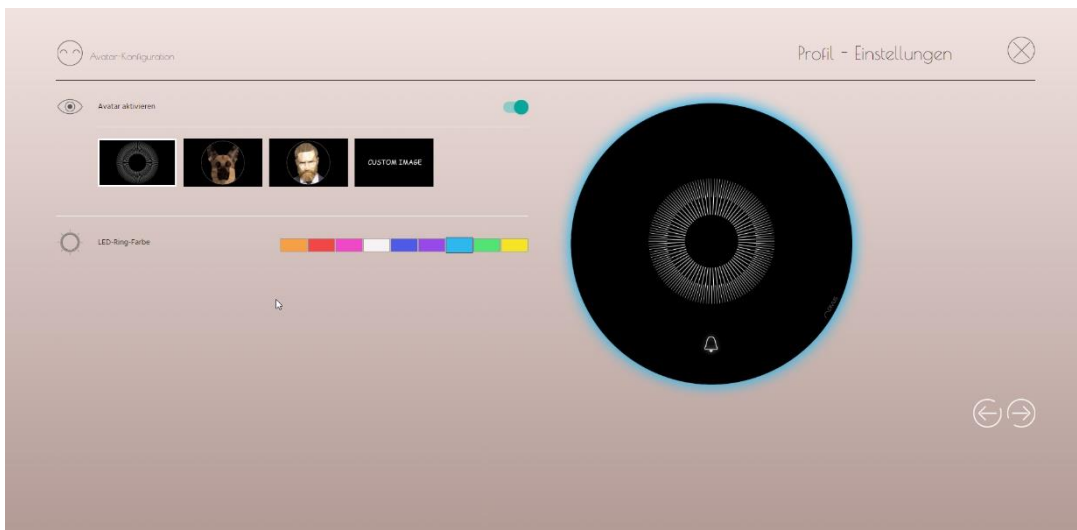 Avatar-Konfiguration
Profil - Einstellungen
Avatar aktivieren
CUSTOM IMAGE
LED-Ring-Farbe